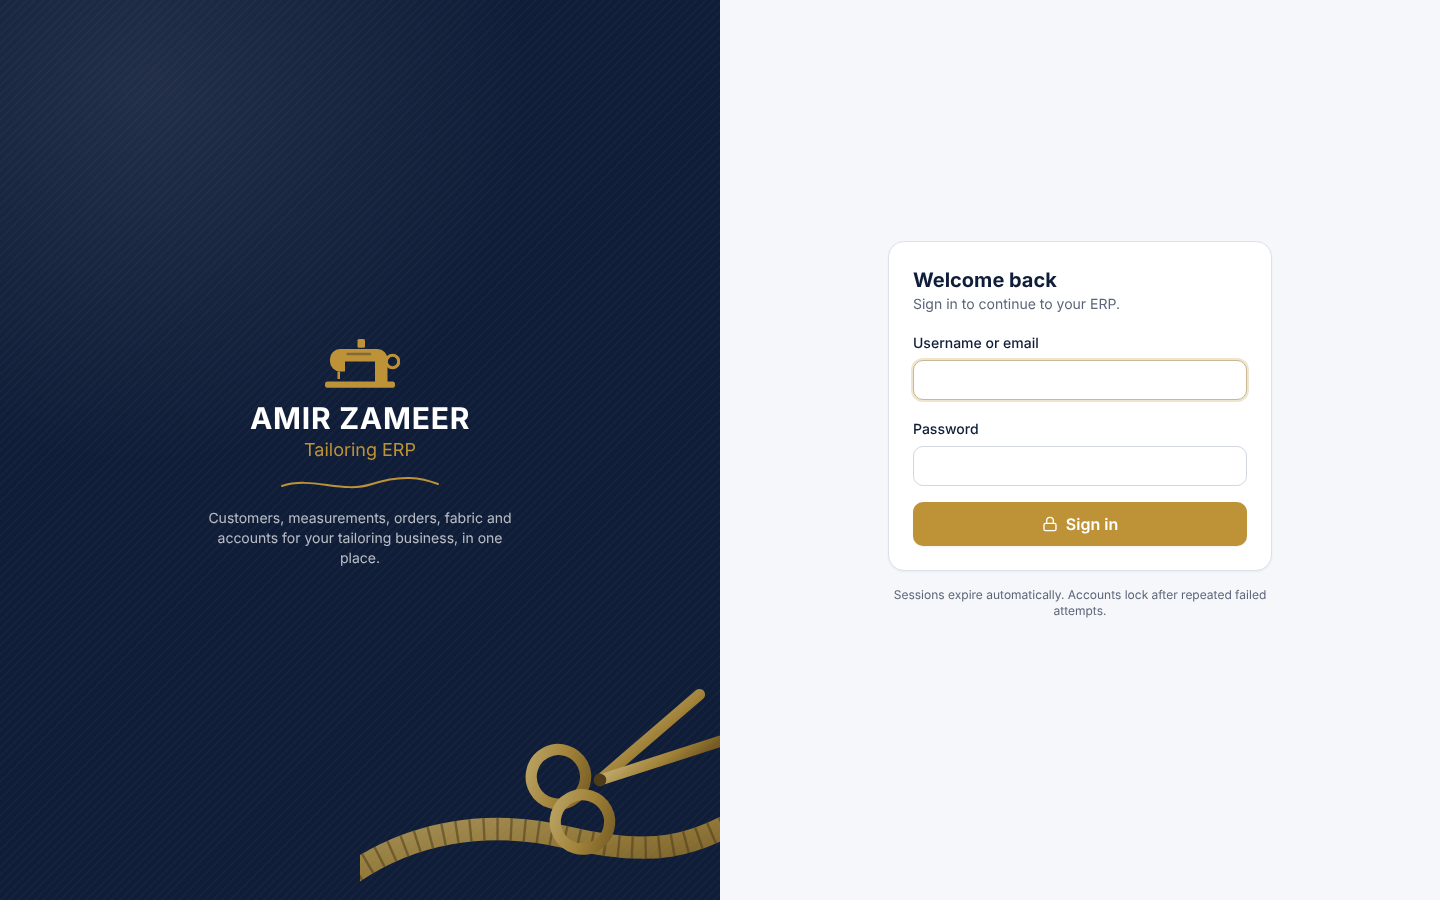 AMIR ZAMEER
Tailoring ERP
Customers, measurements, orders, fabric and
accounts for your tailoring business, in one
place.
Welcome back
Sign in to continue to your ERP.
Username or email
Password
Sign in
Sessions expire automatically. Accounts lock after repeated failed
attempts.